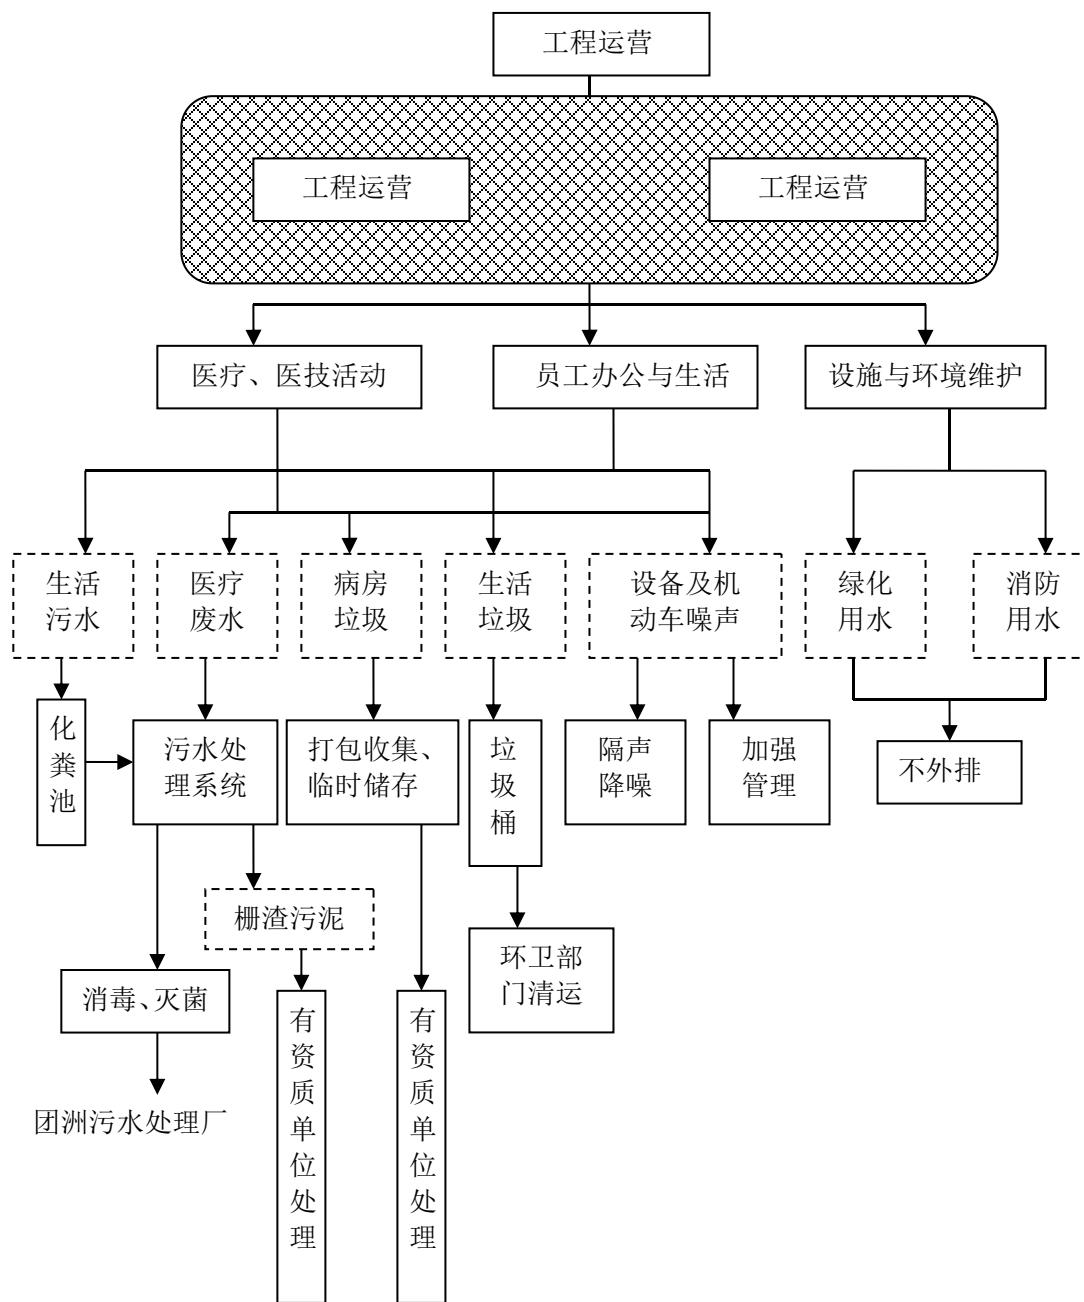 工程运营
工程运营
工程运营
医疗、医技活动
员工办公与生活
设施与环境维护
生活
污水
医疗
废水
病房
垃圾
生活
垃圾
设备及机
动车噪声
绿化
用水
消防
用水
化粪池
污水处
理系统
打包收集、
临时储存
垃圾桶
隔声
降噪
加强
管理
不外排
栅渣污泥
环卫部
门清运
消毒、灭菌
有资质单位处理
有资质单位处理
团洲污水处理厂